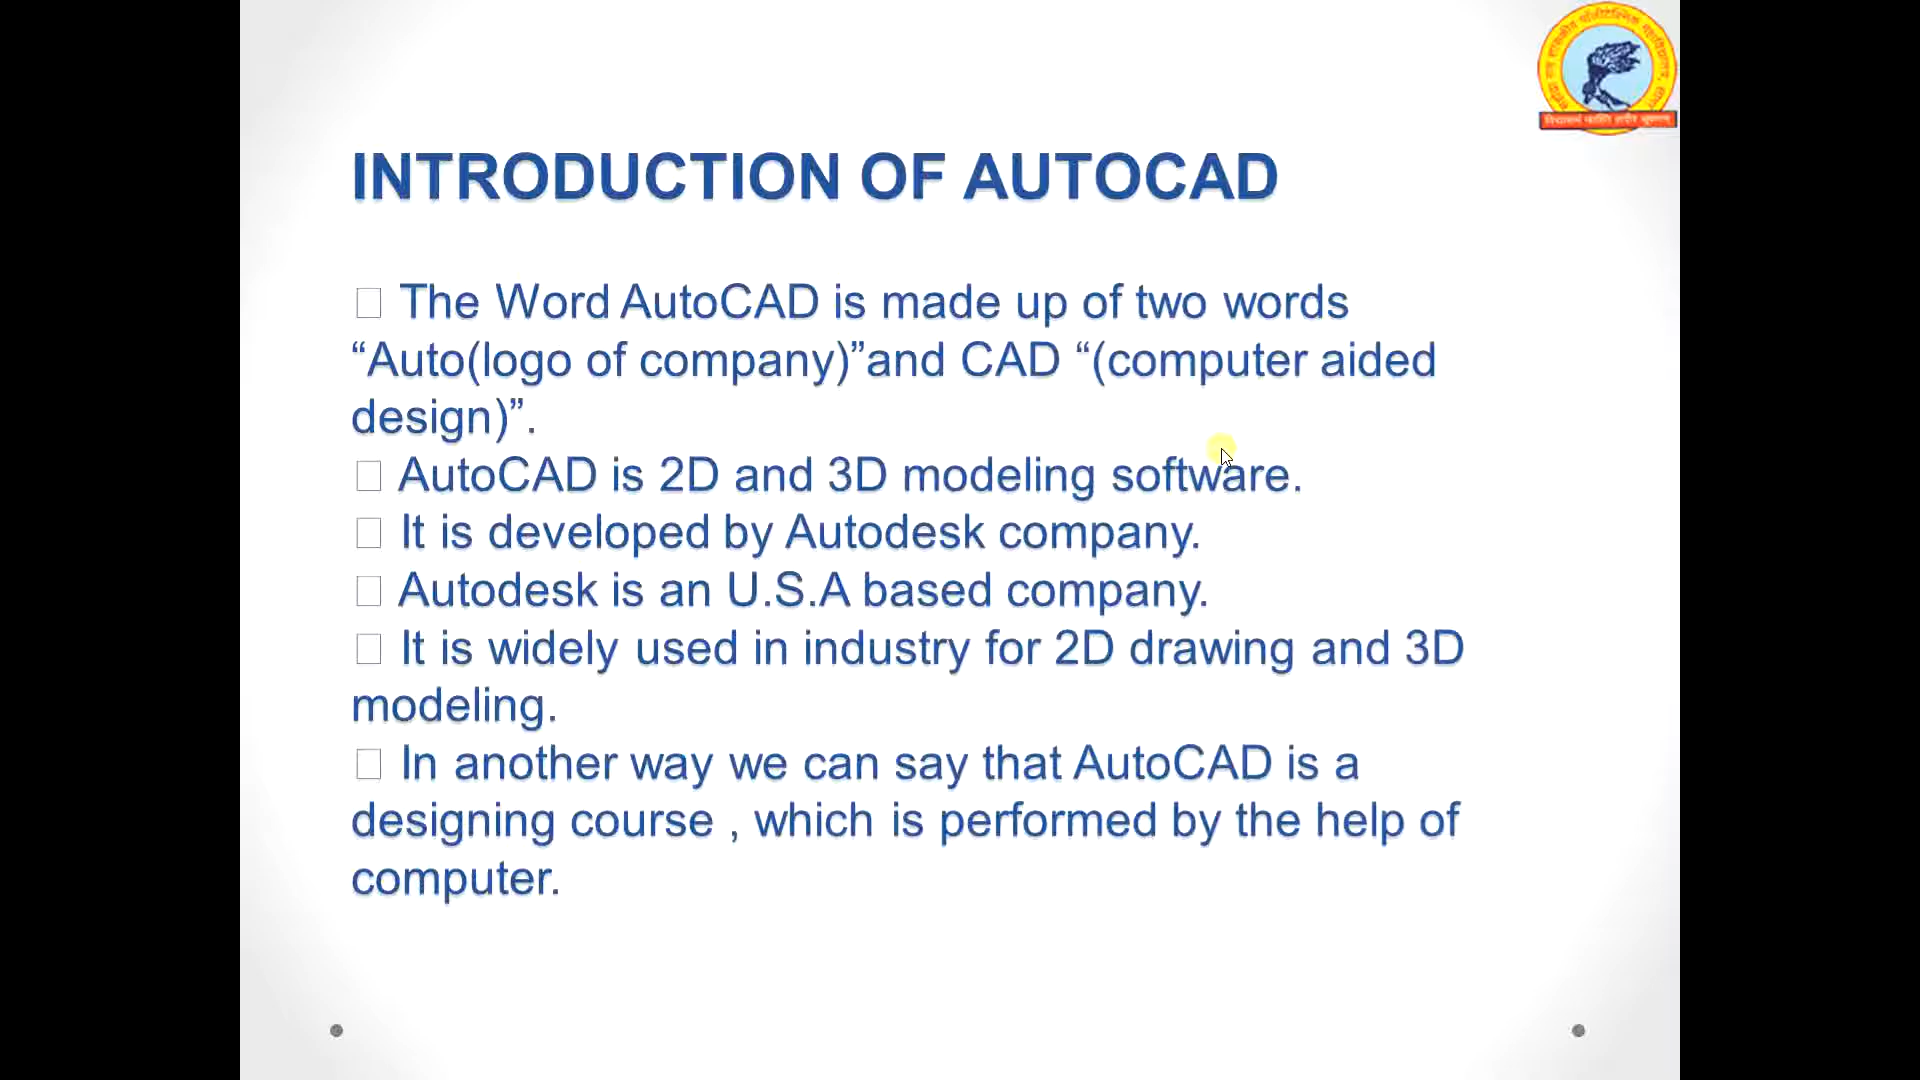 INTRODUCTION OF AUTOCAD
The Word AutoCAD is made up of two words
“Auto(logo of company)”and CAD “(computer aided
design)”.
AutoCAD is 2D and 3D modeling software.
It is developed by Autodesk company.
Autodesk is an U.S.A based company.
It is widely used in industry for 2D drawing and 3D
modeling.
In another way we can say that AutoCAD is a
designing course , which is performed by the help of
computer.